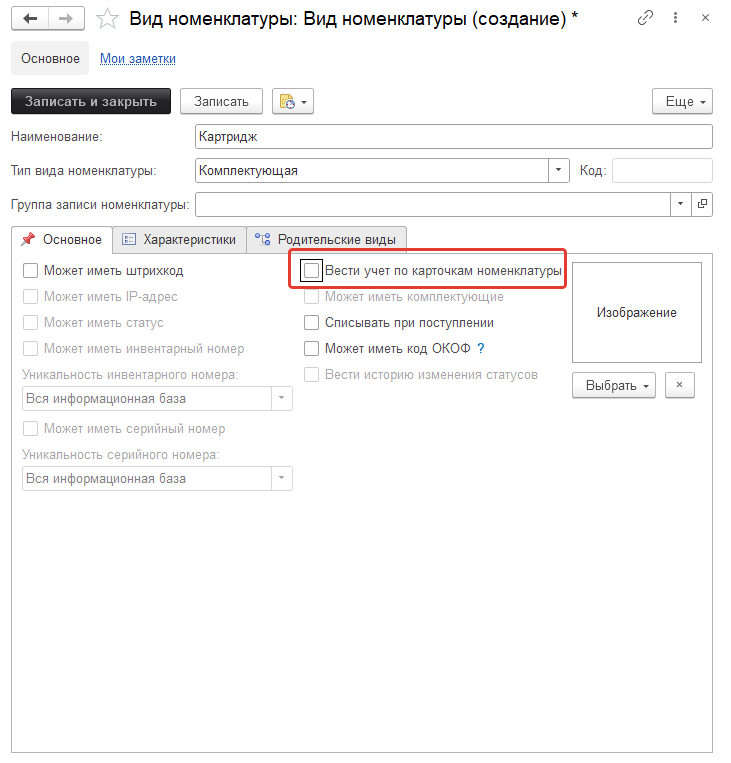 Вид номенклатуры: Вид номенклатуры (создание) *
Основное Мои заметки
Записать и закрыть Записать Еще
Наименование: Картридж
Тип вида номенклатуры: Комплектующая Код:
Группа записи номенклатуры:
Основное Характеристики Родительские виды
Может иметь штрихкод Вести учет по карточкам номенклатуры
Может иметь IP-адрес Может иметь комплектующие
Может иметь статус Списывать при поступлении
Может иметь инвентарный номер Может иметь код ОКОФ ?
Уникальность инвентарного номера: Вести историю изменения статусов
Вся информационная база
Может иметь серийный номер
Уникальность серийного номера:
Вся информационная база
Изображение
Выбрать ×